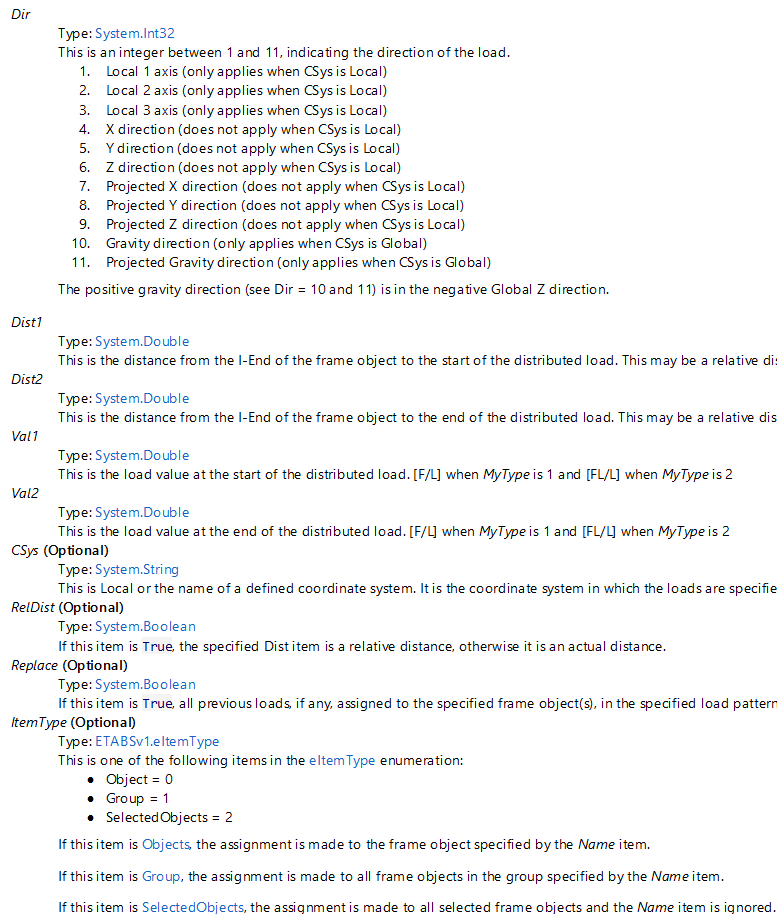 Dir
Type: System.Int32
This is an integer between 1 and 11, indicating the direction of the load.
1. Local 1 axis (only applies when CSys is Local)
2. Local 2 axis (only applies when CSys is Local)
3. Local 3 axis (only applies when CSys is Local)
4. X direction (does not apply when CSys is Local)
5. Y direction (does not apply when CSys is Local)
6. Z direction (does not apply when CSys is Local)
7. Projected X direction (does not apply when CSys is Local)
8. Projected Y direction (does not apply when CSys is Local)
9. Projected Z direction (does not apply when CSys is Local)
10. Gravity direction (only applies when CSys is Global)
11. Projected Gravity direction (only applies when CSys is Global)
The positive gravity direction (see Dir = 10 and 11) is in the negative Global Z direction.
Dist1
Type: System.Double
This is the distance from the I-End of the frame object to the start of the distributed load. This may be a relative di
Dist2
Type: System.Double
This is the distance from the I-End of the frame object to the end of the distributed load. This may be a relative dis
Val1
Type: System.Double
This is the load value at the start of the distributed load. [F/L] when MyType is 1 and [FL/L] when MyType is 2
Val2
Type: System.Double
This is the load value at the end of the distributed load. [F/L] when MyType is 1 and [FL/L] when MyType is 2
CSys (Optional)
Type: System.String
This is Local or the name of a defined coordinate system. It is the coordinate system in which the loads are specifie
RelDist (Optional)
Type: System.Boolean
If this item is True, the specified Dist item is a relative distance, otherwise it is an actual distance.
Replace (Optional)
Type: System.Boolean
If this item is True, all previous loads, if any, assigned to the specified frame object(s), in the specified load pattern
ItemType (Optional)
Type: ETABSv1.eItemType
This is one of the following items in the eItemType enumeration:
● Object = 0
● Group = 1
● SelectedObjects = 2
If this item is Objects, the assignment is made to the frame object specified by the Name item.
If this item is Group, the assignment is made to all frame objects in the group specified by the Name item.
If this item is SelectedObjects, the assignment is made to all selected frame objects and the Name item is ignored.